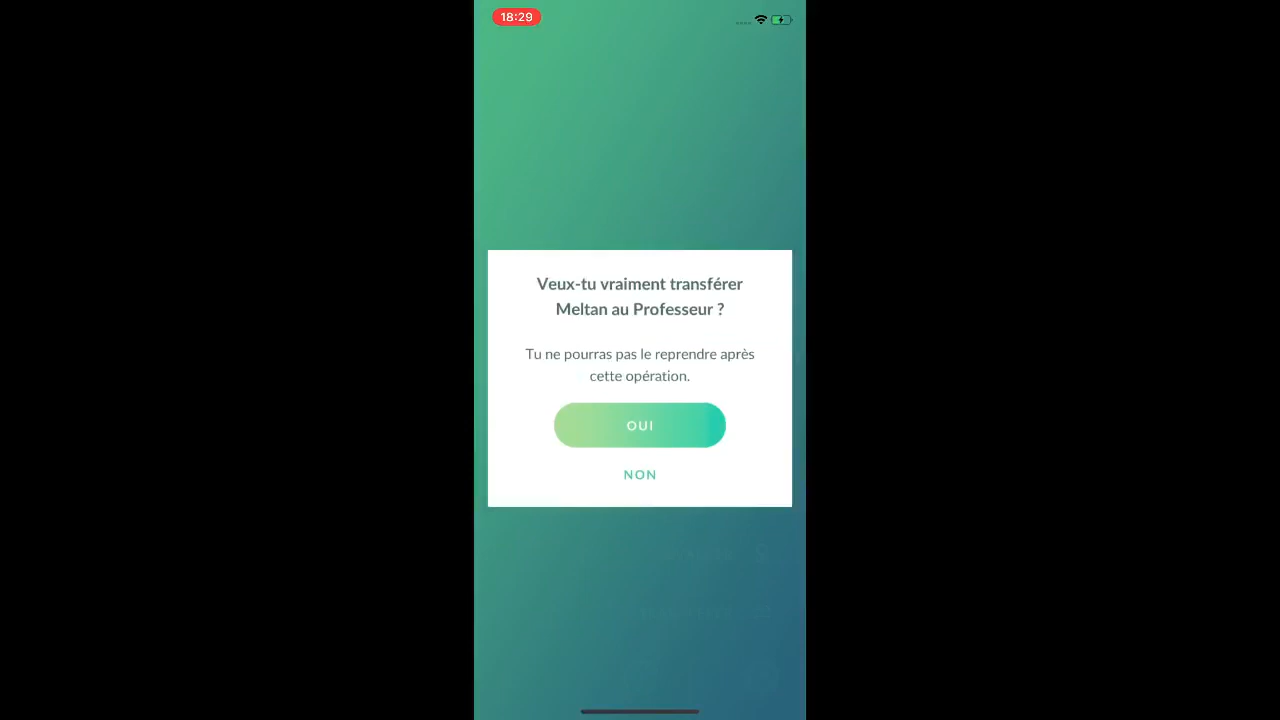 18:29
Veux-tu vraiment transférer
Meltan au Professeur ?
Tu ne pourras pas le reprendre après
cette opération.
OUI
NON